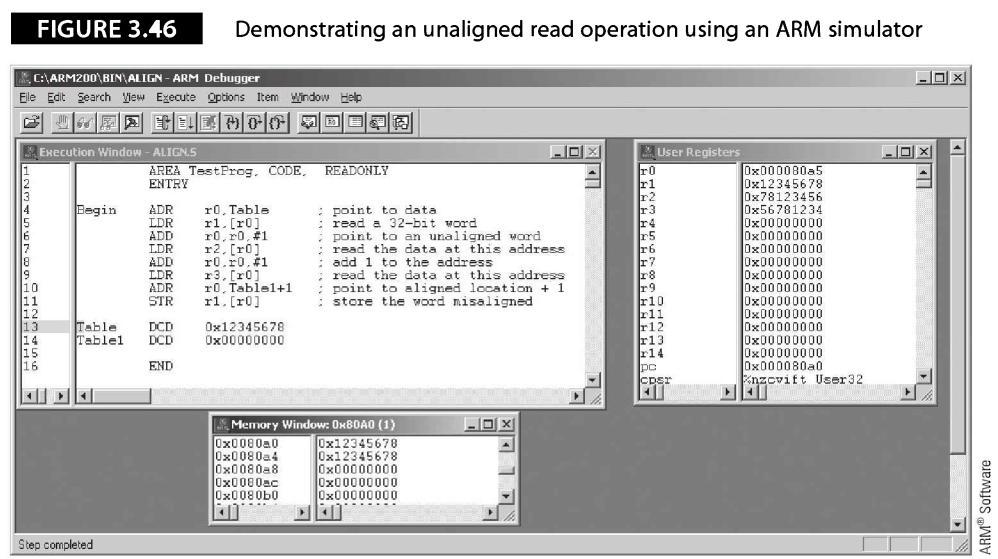 FIGURE 3.46 Demonstrating an unaligned read operation using an ARM simulator
C:\ARM200\BIN\ALIGN - ARM Debugger
File Edit Search View Execute Options Item Window Help
Execution Window - ALIGN.S
1 AREA TestProg, CODE, READONLY
2 ENTRY
3
4 Begin ADR r0,Table ; point to data
5 LDR r1,[r0] ; read a 32-bit word
6 ADD r0,r0,#1 ; point to an unaligned word
7 LDR r2,[r0] ; read the data at this address
8 ADD r0,r0,#1 ; add 1 to the address
9 LDR r3,[r0] ; read the data at this address
10 ADR r0,Table1+1 ; point to aligned location + 1
11 STR r1,[r0] ; store the word misaligned
12
13 Table DCD 0x12345678
14 Table1 DCD 0x00000000
15
16 END
User Registers
r0 0x000080a5
r1 0x12345678
r2 0x78123456
r3 0x56781234
r4 0x00000000
r5 0x00000000
r6 0x00000000
r7 0x00000000
r8 0x00000000
r9 0x00000000
r10 0x00000000
r11 0x00000000
r12 0x00000000
r13 0x00000000
r14 0x00000000
pc 0x000080a0
cpsr %nzcvift User32
Memory Window: 0x80A0 (1)
0x0080a0 0x12345678
0x0080a4 0x12345678
0x0080a8 0x00000000
0x0080ac 0x00000000
0x0080b0 0x00000000
Step completed
ARM® Software